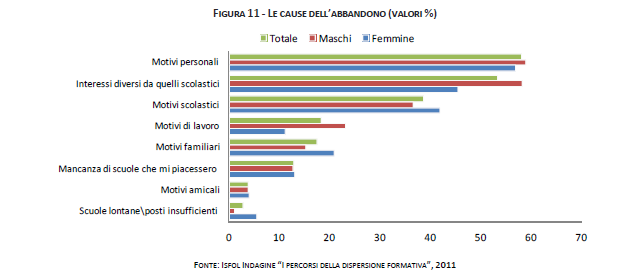 FIGURA 11 - LE CAUSE DELL'ABBANDONO (VALORI %)
Totale Maschi Femmine
Motivi personali
Interessi diversi da quelli scolastici
Motivi scolastici
Motivi di lavoro
Motivi familiari
Mancanza di scuole che mi piacessero
Motivi amicali
Scuole lontane\posti insufficienti
0 10 20 30 40 50 60 70
FONTE: ISFOL INDAGINE "I PERCORSI DELLA DISPERSIONE FORMATIVA", 2011